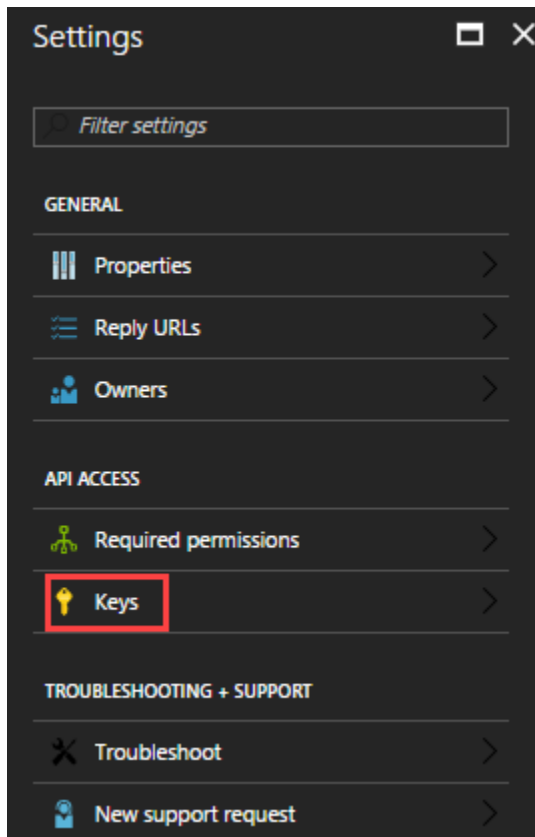 Settings
Filter settings
GENERAL
Properties
Reply URLs
Owners
API ACCESS
Required permissions
Keys
TROUBLESHOOTING + SUPPORT
Troubleshoot
New support request